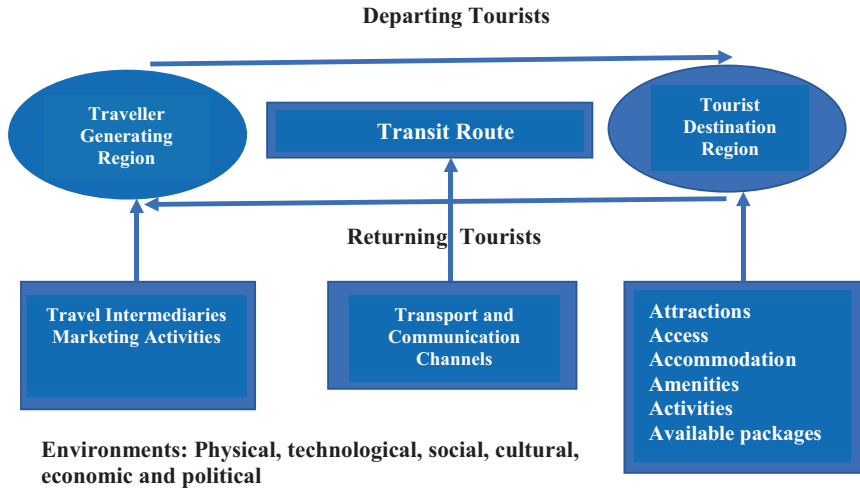 Departing Tourists
Traveller
Generating
Region
Transit Route
Tourist
Destination
Region
Returning Tourists
Travel Intermediaries
Marketing Activities
Transport and
Communication
Channels
Attractions
Access
Accommodation
Amenities
Activities
Available packages
Environments: Physical, technological, social, cultural,
economic and political